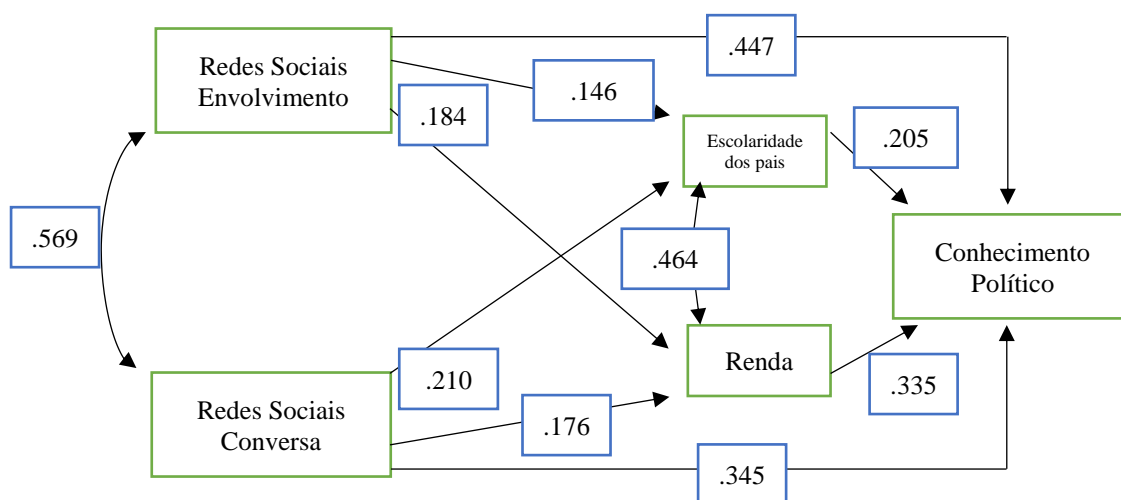 .447
Redes Sociais
Envolvimento
.146
.184
Escolaridade
dos pais
.205
.569
.464
Conhecimento
Político
.210
Renda
.335
Redes Sociais
Conversa
.176
.345